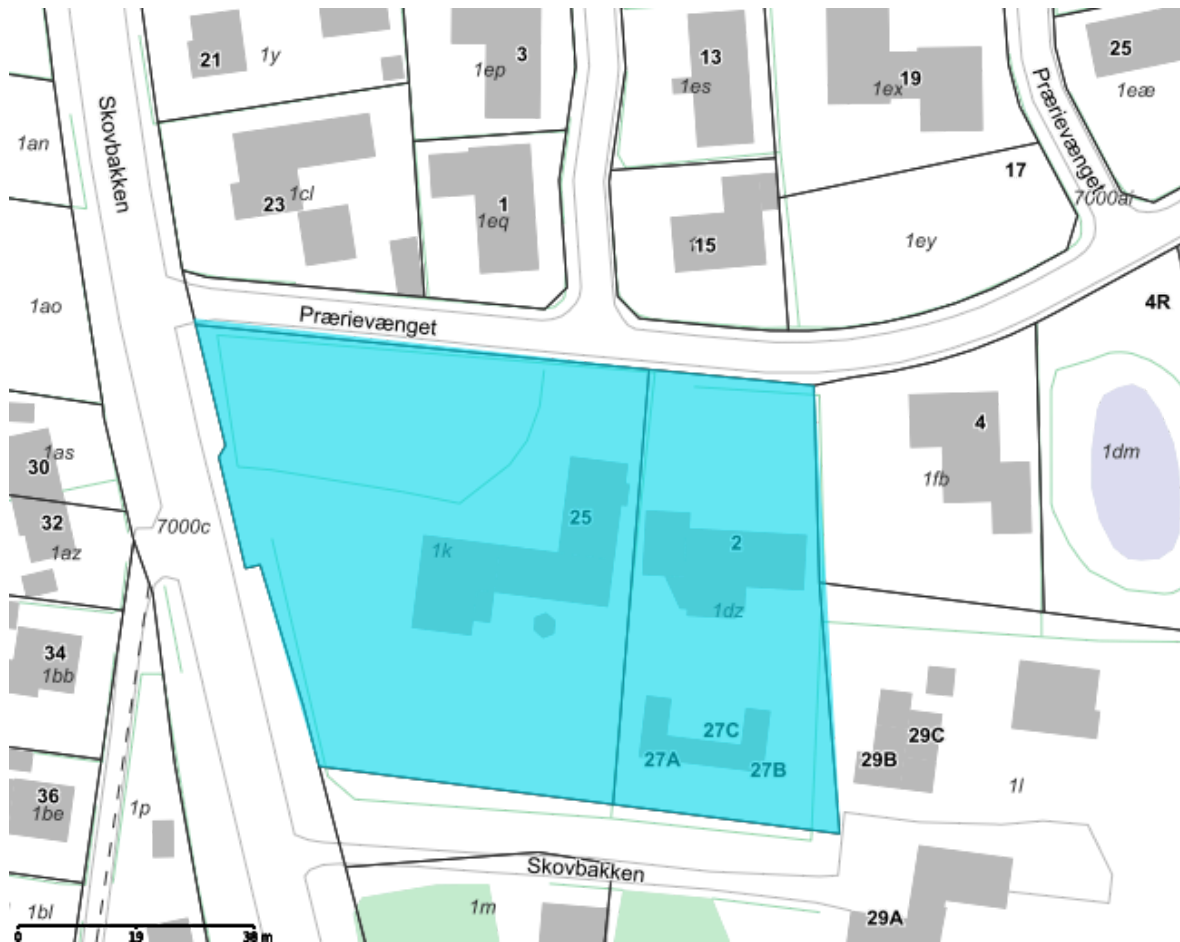 21
1y
3
1ep
13
1es
19
1ex
25
1eæ
Prærievænget
7000ai
Skovbakken
1an
23
1cl
1
1eq
15
17
1ey
1ao
Prærievænget
4R
4
1fb
1dm
1as
30
32
1az
7000c
25
1k
2
1dz
34
1bb
27C
27A
27B
29C
29B
1l
36
1be
1p
Skovbakken
1bl
1m
29A
0
19
38 m